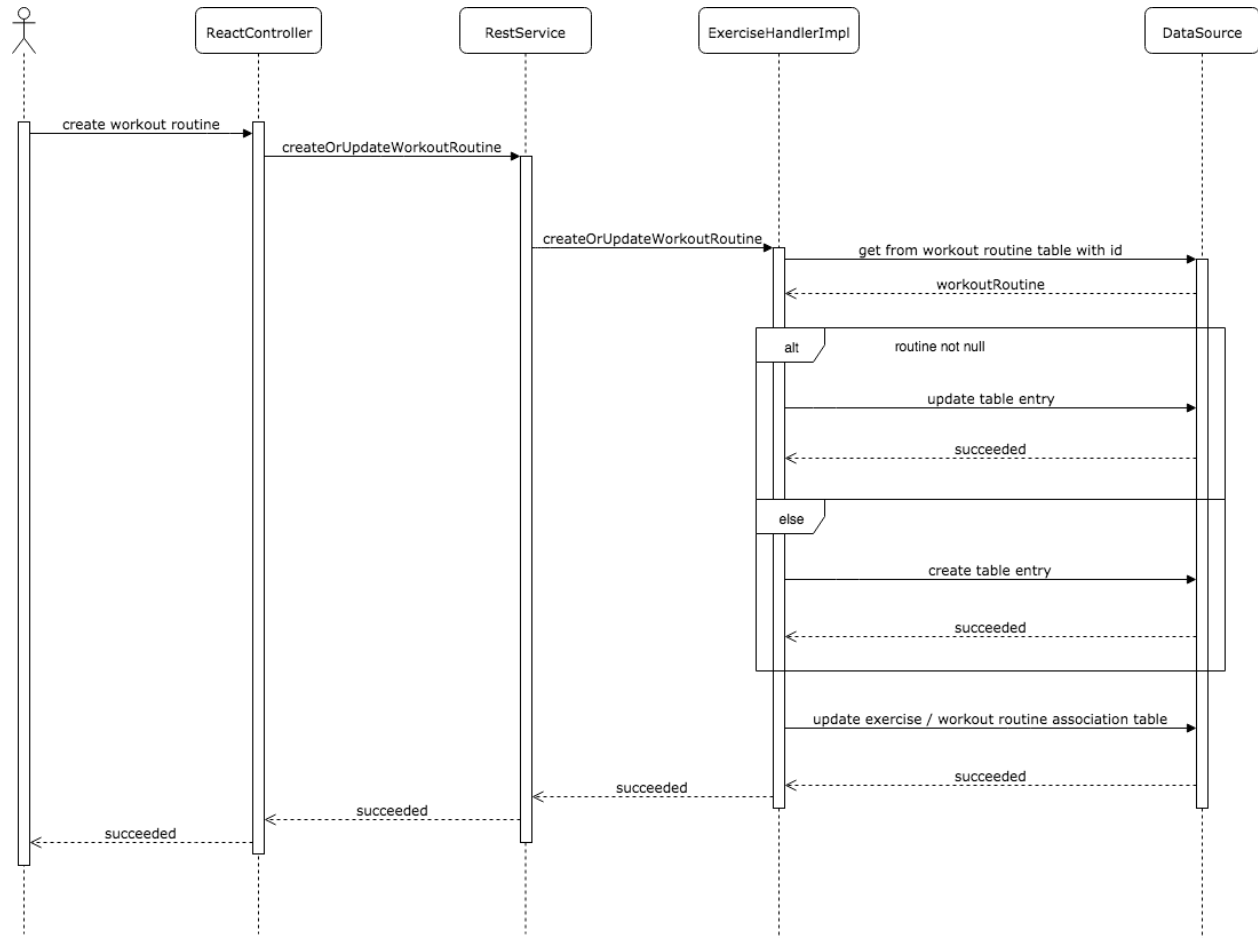 ReactController
RestService
ExerciseHandlerImpl
DataSource
create workout routine
createOrUpdateWorkoutRoutine
createOrUpdateWorkoutRoutine
get from workout routine table with id
workoutRoutine
alt
routine not null
update table entry
succeeded
else
create table entry
succeeded
update exercise / workout routine association table
succeeded
succeeded
succeeded
succeeded